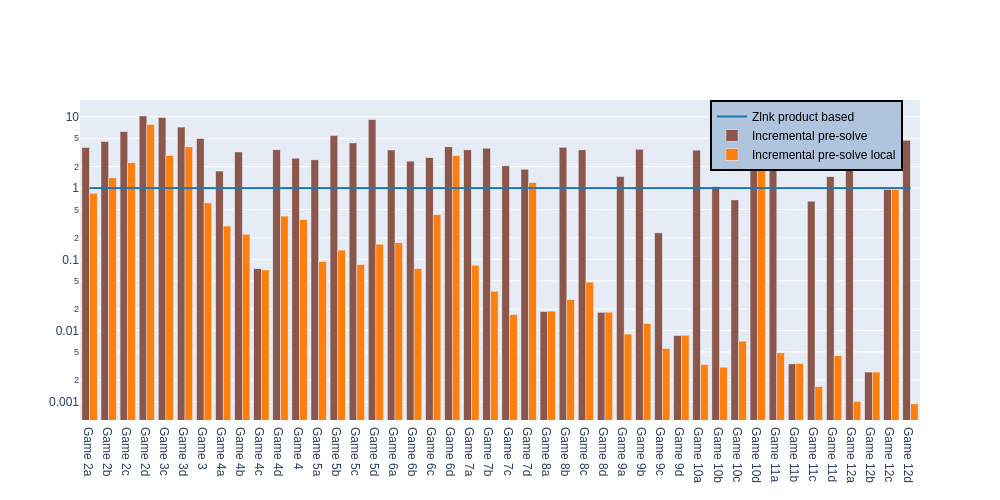 ZInk product based
Incremental pre-solve
Incremental pre-solve local
10
5
2
1
5
2
0.1
5
2
0.01
5
2
0.001
Game 2a
Game 2b
Game 2c
Game 2d
Game 3c
Game 3d
Game 3
Game 4a
Game 4b
Game 4c
Game 4d
Game 4
Game 5a
Game 5b
Game 5c
Game 5d
Game 6a
Game 6b
Game 6c
Game 6d
Game 7a
Game 7b
Game 7c
Game 7d
Game 8a
Game 8b
Game 8c
Game 8d
Game 9a
Game 9b
Game 9c
Game 9d
Game 10a
Game 10b
Game 10c
Game 10d
Game 11a
Game 11b
Game 11c
Game 11d
Game 12a
Game 12b
Game 12c
Game 12d